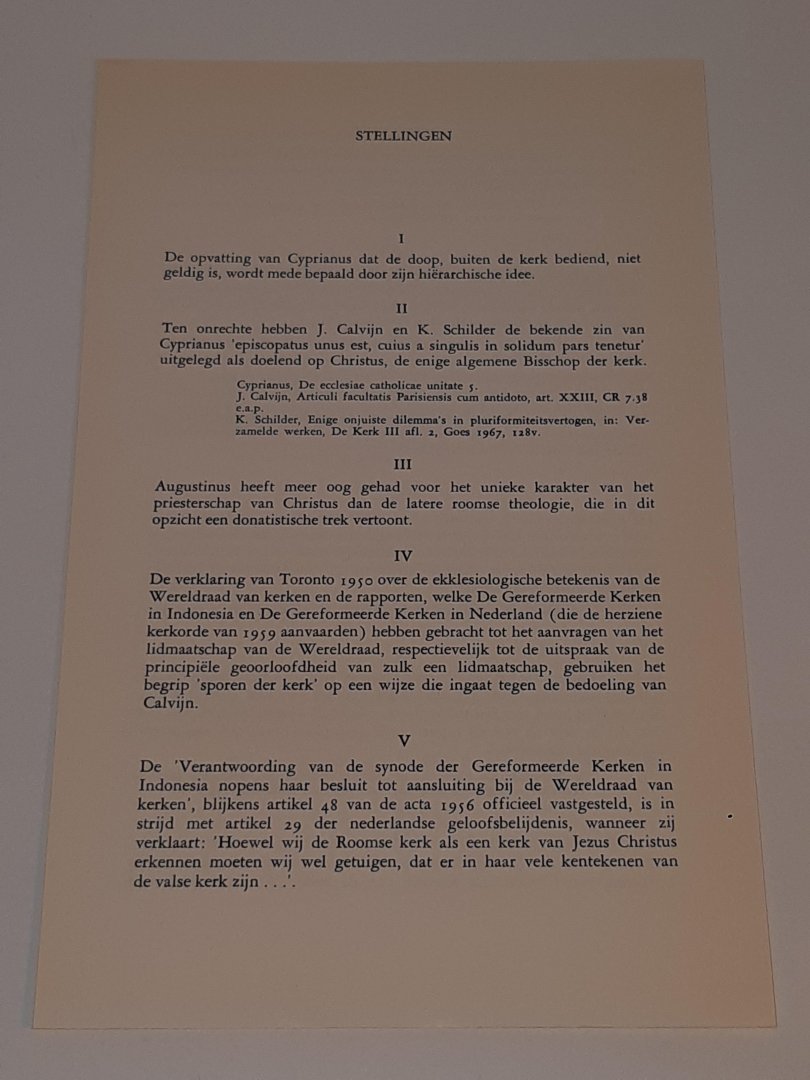 STELLINGEN
I
De opvatting van Cyprianus dat de doop, buiten de kerk bediend, niet
geldig is, wordt mede bepaald door zijn hiërarchische idee.
II
Ten onrechte hebben J. Calvijn en K. Schilder de bekende zin van
Cyprianus 'episcopatus unus est, cuius a singulis in solidum pars tenetur'
uitgelegd als doelend op Christus, de enige algemene Bisschop der kerk.
Cyprianus, De ecclesiae catholicae unitate 5.
J. Calvijn, Articuli facultatis Parisiensis cum antidoto, art. XXIII, CR 7.38
e.a.p.
K. Schilder, Enige onjuiste dilemma's in pluriformiteitsvertogen, in: Ver-
zamelde werken, De Kerk III afl. 2, Goes 1967, 128v.
III
Augustinus heeft meer oog gehad voor het unieke karakter van het
priesterschap van Christus dan de latere roomse theologie, die in dit
opzicht een donatistische trek vertoont.
IV
De verklaring van Toronto 1950 over de ekklesiologische betekenis van de
Wereldraad van kerken en de rapporten, welke De Gereformeerde Kerken
in Indonesia en De Gereformeerde Kerken in Nederland (die de herziene
kerkorde van 1959 aanvaarden) hebben gebracht tot het aanvragen van het
lidmaatschap van de Wereldraad, respectievelijk tot de uitspraak van de
principiële geoorloofdheid van zulk een lidmaatschap, gebruiken het
begrip 'sporen der kerk' op een wijze die ingaat tegen de bedoeling van
Calvijn.
V
De 'Verantwoording van de synode der Gereformeerde Kerken in
Indonesia nopens haar besluit tot aansluiting bij de Wereldraad van
kerken', blijkens artikel 48 van de acta 1956 officieel vastgesteld, is in
strijd met artikel 29 der nederlandse geloofsbelijdenis, wanneer zij
verklaart: 'Hoewel wij de Roomse kerk als een kerk van Jezus Christus
erkennen moeten wij wel getuigen, dat er in haar vele kentekenen van
de valse kerk zijn . . .'.